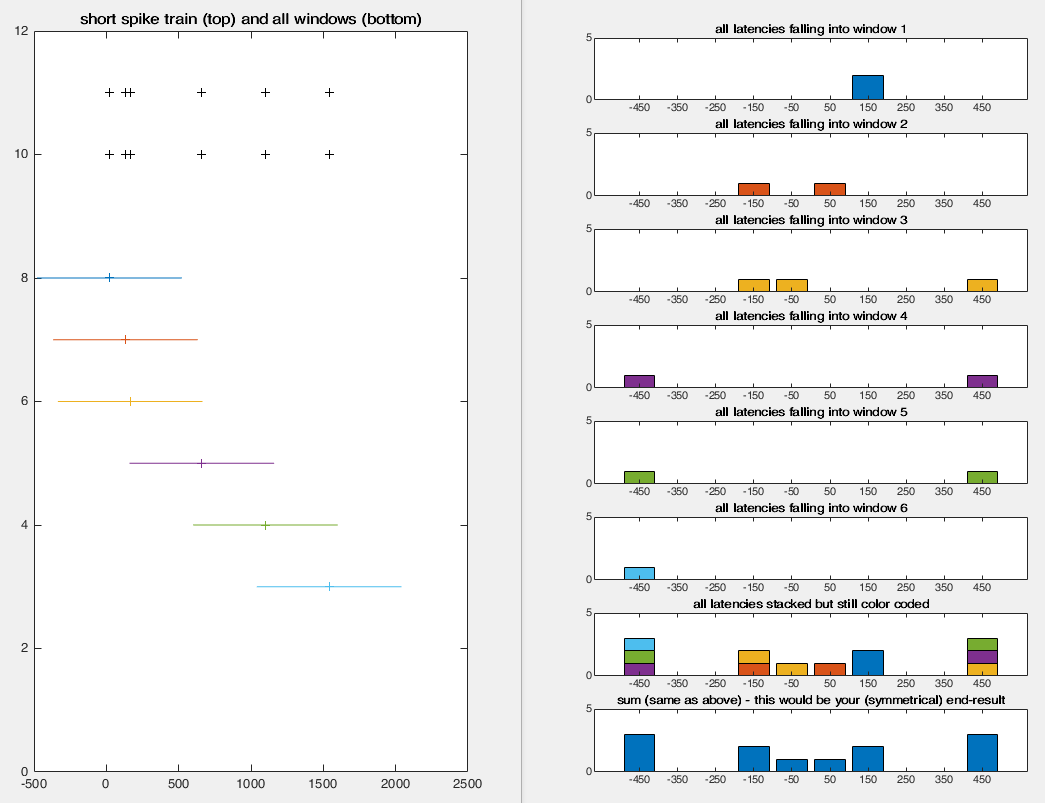 short spike train (top) and all windows (bottom)
12
10
8
6
4
2
0
-500 0 500 1000 1500 2000 2500
all latencies falling into window 1
5
0
-450 -350 -250 -150 -50 50 150 250 350 450
all latencies falling into window 2
5
0
-450 -350 -250 -150 -50 50 150 250 350 450
all latencies falling into window 3
5
0
-450 -350 -250 -150 -50 50 150 250 350 450
all latencies falling into window 4
5
0
-450 -350 -250 -150 -50 50 150 250 350 450
all latencies falling into window 5
5
0
-450 -350 -250 -150 -50 50 150 250 350 450
all latencies falling into window 6
5
0
-450 -350 -250 -150 -50 50 150 250 350 450
all latencies stacked but still color coded
5
0
-450 -350 -250 -150 -50 50 150 250 350 450
sum (same as above) - this would be your (symmetrical) end-result
5
0
-450 -350 -250 -150 -50 50 150 250 350 450